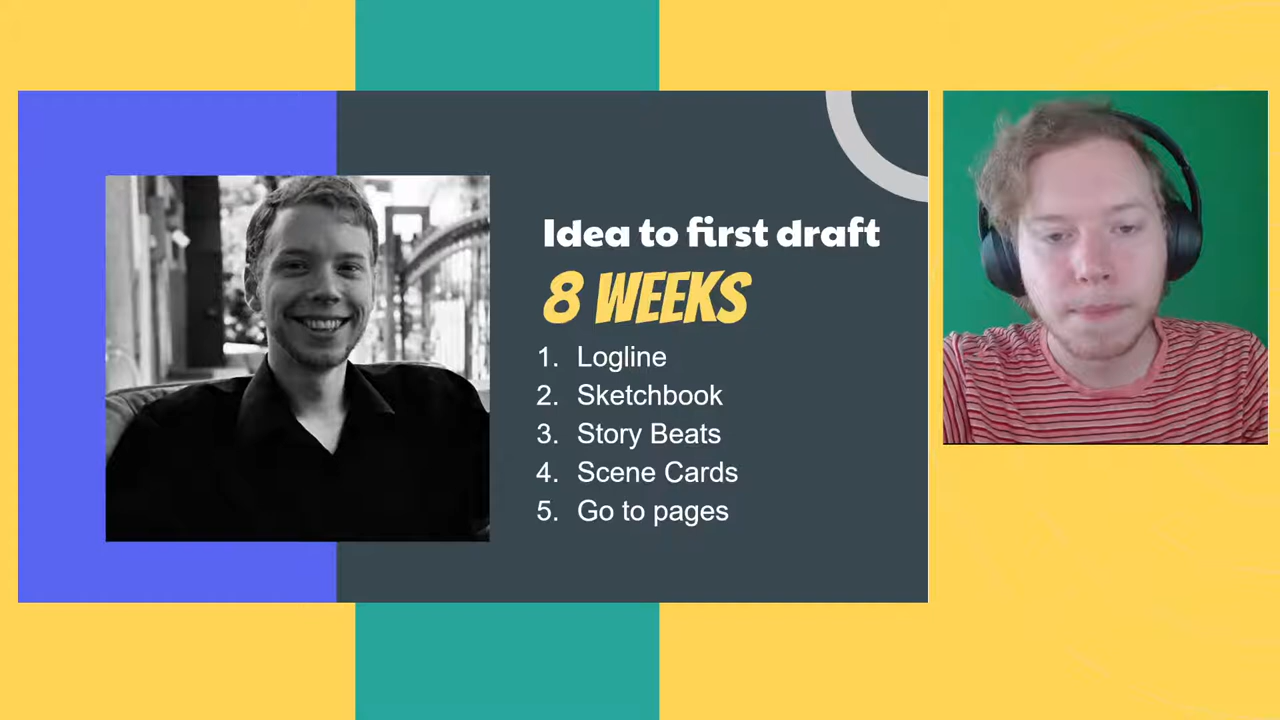 Idea to first draft
8 WEEKS
1. Logline
2. Sketchbook
3. Story Beats
4. Scene Cards
5. Go to pages